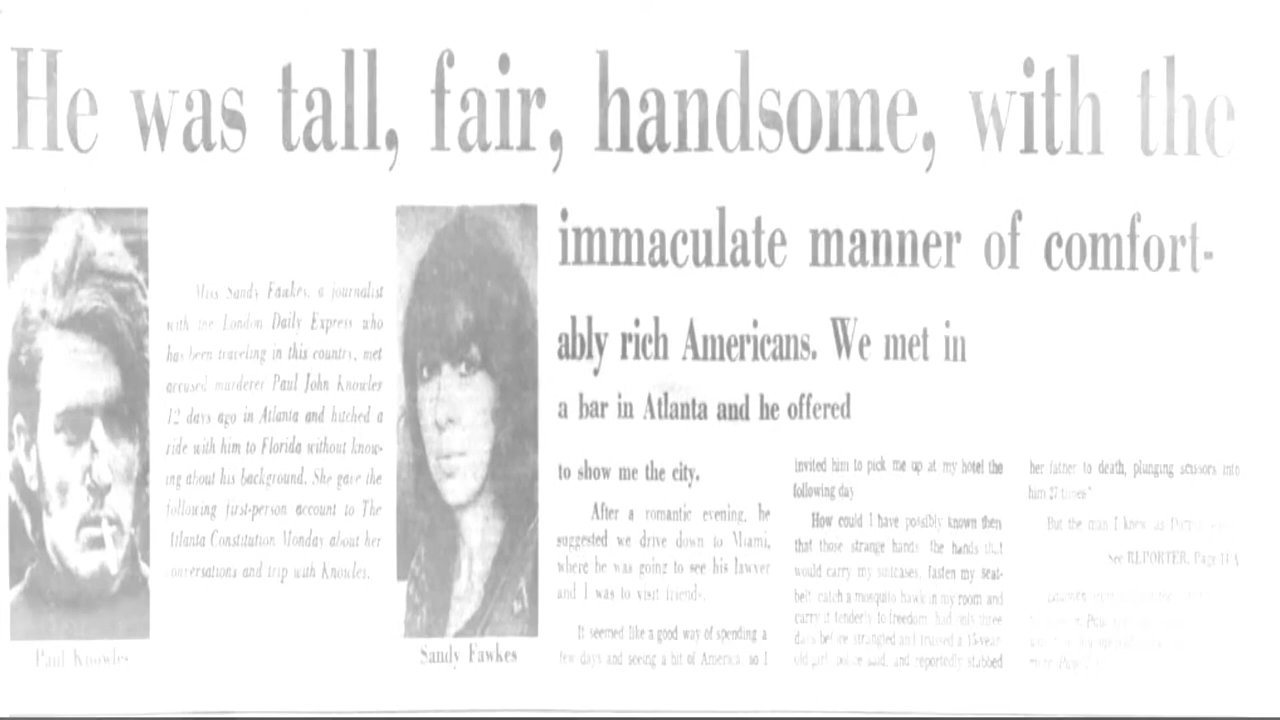 He was tall, fair, handsome, with the
immaculate manner of comfort-
ably rich Americans. We met in
a bar in Atlanta and he offered
to show me the city.
Miss Sandy Fawkes, a journalist
with the London Daily Express who
has been traveling in this country, met
accused murderer Paul John Knowles
12 days ago in Atlanta and hitched a
ride with him to Florida without know-
ing about his background. She gave the
following first-person account to The
Atlanta Constitution Monday about her
conversations and trip with Knowles.
Paul Knowles
Sandy Fawkes
After a romantic evening, he
suggested we drive down to Miami,
where he was going to see his lawyer
and I was to visit friends.
It seemed like a good way of spending a
few days and seeing a bit of America, so I
invited him to pick me up at my hotel the
following day.
How could I have possibly known then
that those strange hands, the hands that
would carry my suitcases, fasten my seat-
belt, catch a mosquito hawk in my room and
carry it tenderly to freedom, had only three
days before strangled and trussed a 15-year-
old girl, police said, and reportedly stabbed
her father to death, plunging scissors into
him 27 times?
But the man I knew as
See REPORTER, Page